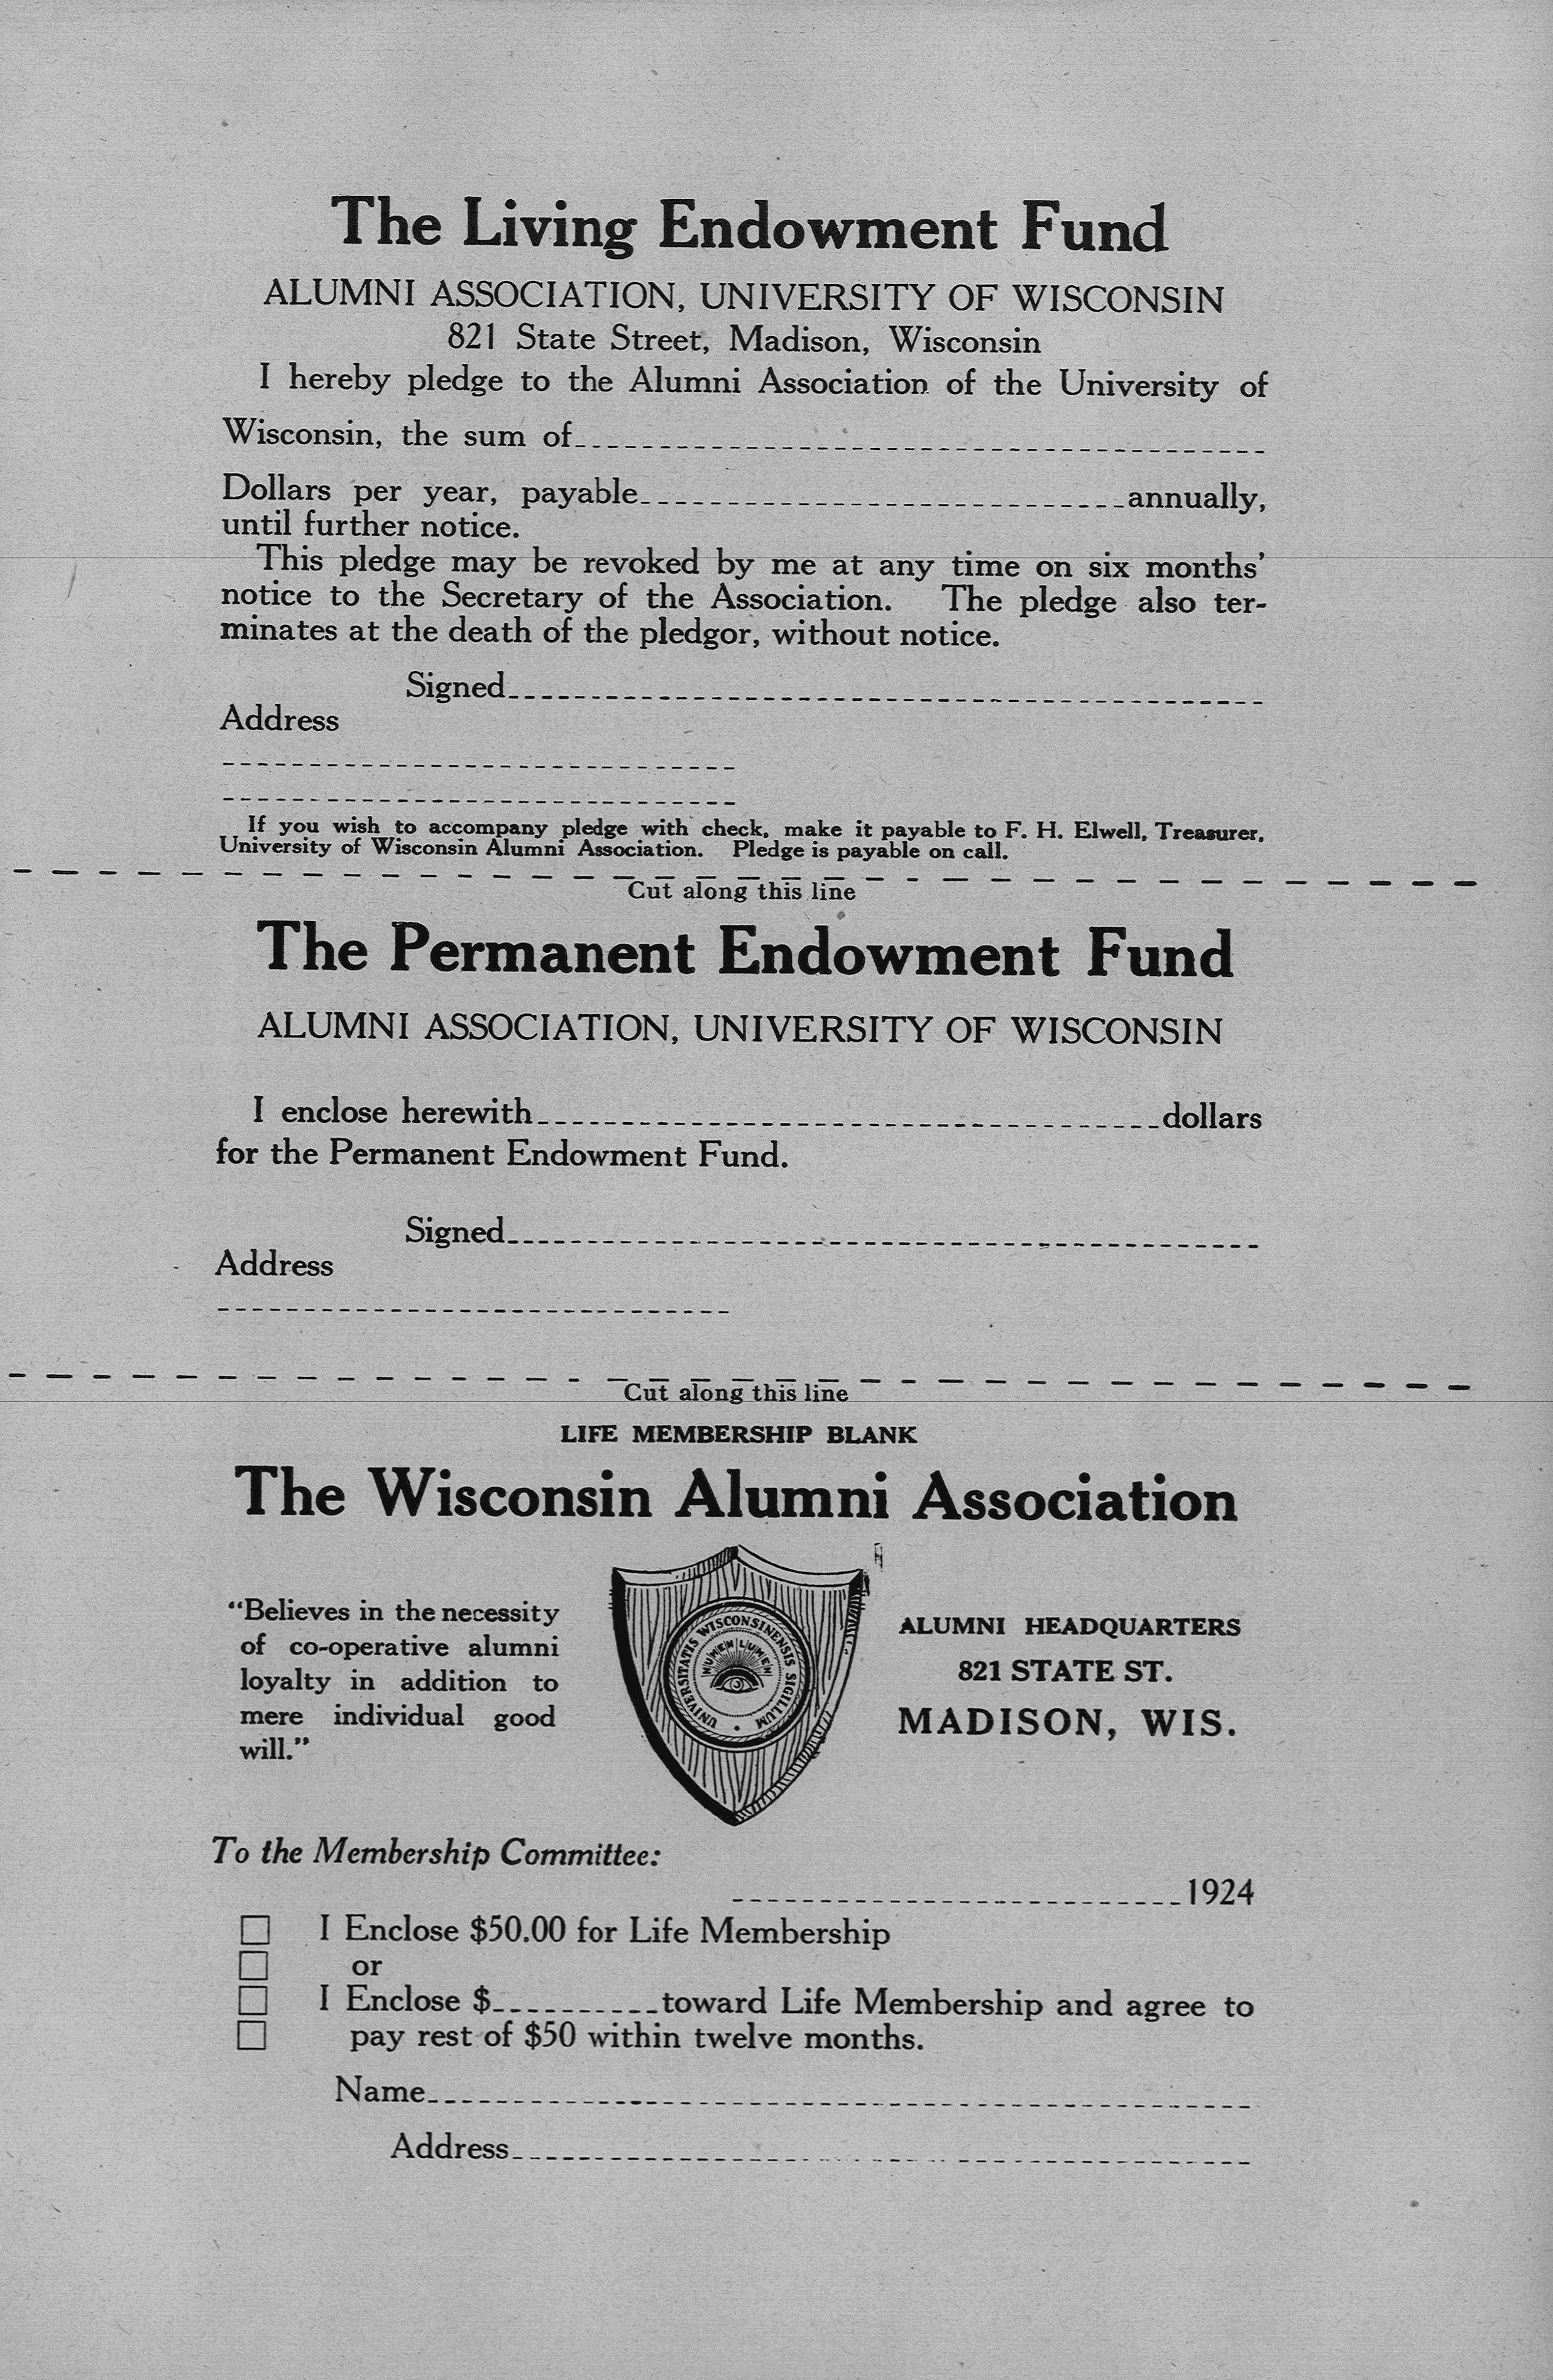 The Living Endowment Fund
ALUMNI ASSOCIATION, UNIVERSITY OF WISCONSIN
821 State Street, Madison, Wisconsin
I hereby pledge to the Alumni Association of the University of
Wisconsin, the sum of
Dollars per year, payable annually,
until further notice.
This pledge may be revoked by me at any time on six months'
notice to the Secretary of the Association. The pledge also ter-
minates at the death of the pledgor, without notice.
Signed
Address
If you wish to accompany pledge with check, make it payable to F. H. Elwell, Treasurer,
University of Wisconsin Alumni Association. Pledge is payable on call.
Cut along this line
The Permanent Endowment Fund
ALUMNI ASSOCIATION, UNIVERSITY OF WISCONSIN
I enclose herewith dollars
for the Permanent Endowment Fund.
Signed
Address
Cut along this line
LIFE MEMBERSHIP BLANK
The Wisconsin Alumni Association
"Believes in the necessity
of co-operative alumni
loyalty in addition to
mere individual good
will."
UNIVERSITATIS WISCONSINENSIS SIGILLUM
NUMEN LUMEN
ALUMNI HEADQUARTERS
821 STATE ST.
MADISON, WIS.
To the Membership Committee:
1924
I Enclose $50.00 for Life Membership
or
I Enclose $ toward Life Membership and agree to
pay rest of $50 within twelve months.
Name
Address